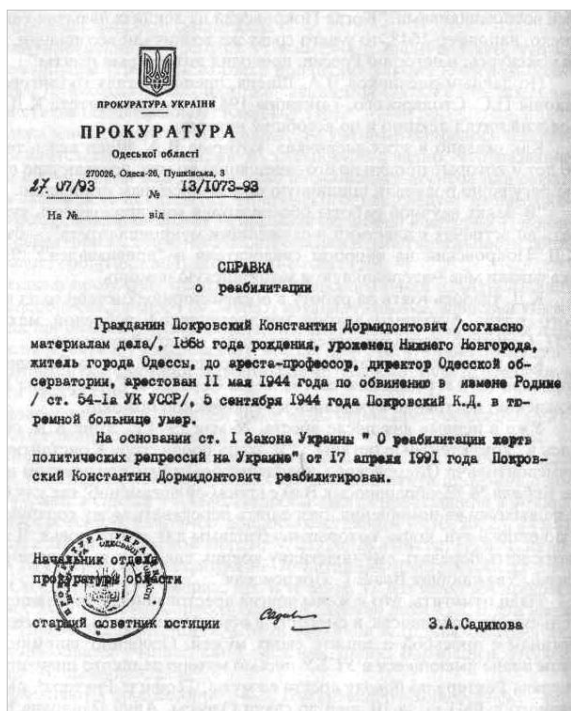 ПРОКУРАТУРА УКРАЇНИ
ПРОКУРАТУРА
Одеської області
270026, Одеса-26, Пушкінська, 3
27. 07/93 № 13/1073-93
На № від
СПРАВКА
о реабилитации
Гражданин Покровский Константин Дормидонтович /согласно
материалам дела/, 1868 года рождения, уроженец Нижнего Новгорода,
житель города Одессы, до ареста-профессор, директор Одесской об-
серватории, арестован II мая 1944 года по обвинению в измене Родине
/ ст. 54-Iа УК УССР/, 5 сентября 1944 года Покровский К.Д. в тю-
ремной больнице умер.
На основании ст. I Закона Украины " О реабилитации жертв
политических репрессий на Украине" от 17 апреля 1991 года Покров-
ский Константин Дормидонтович реабилитирован.
Начальник отдела
прокуратуры области
старший советник юстиции З.А.Садикова